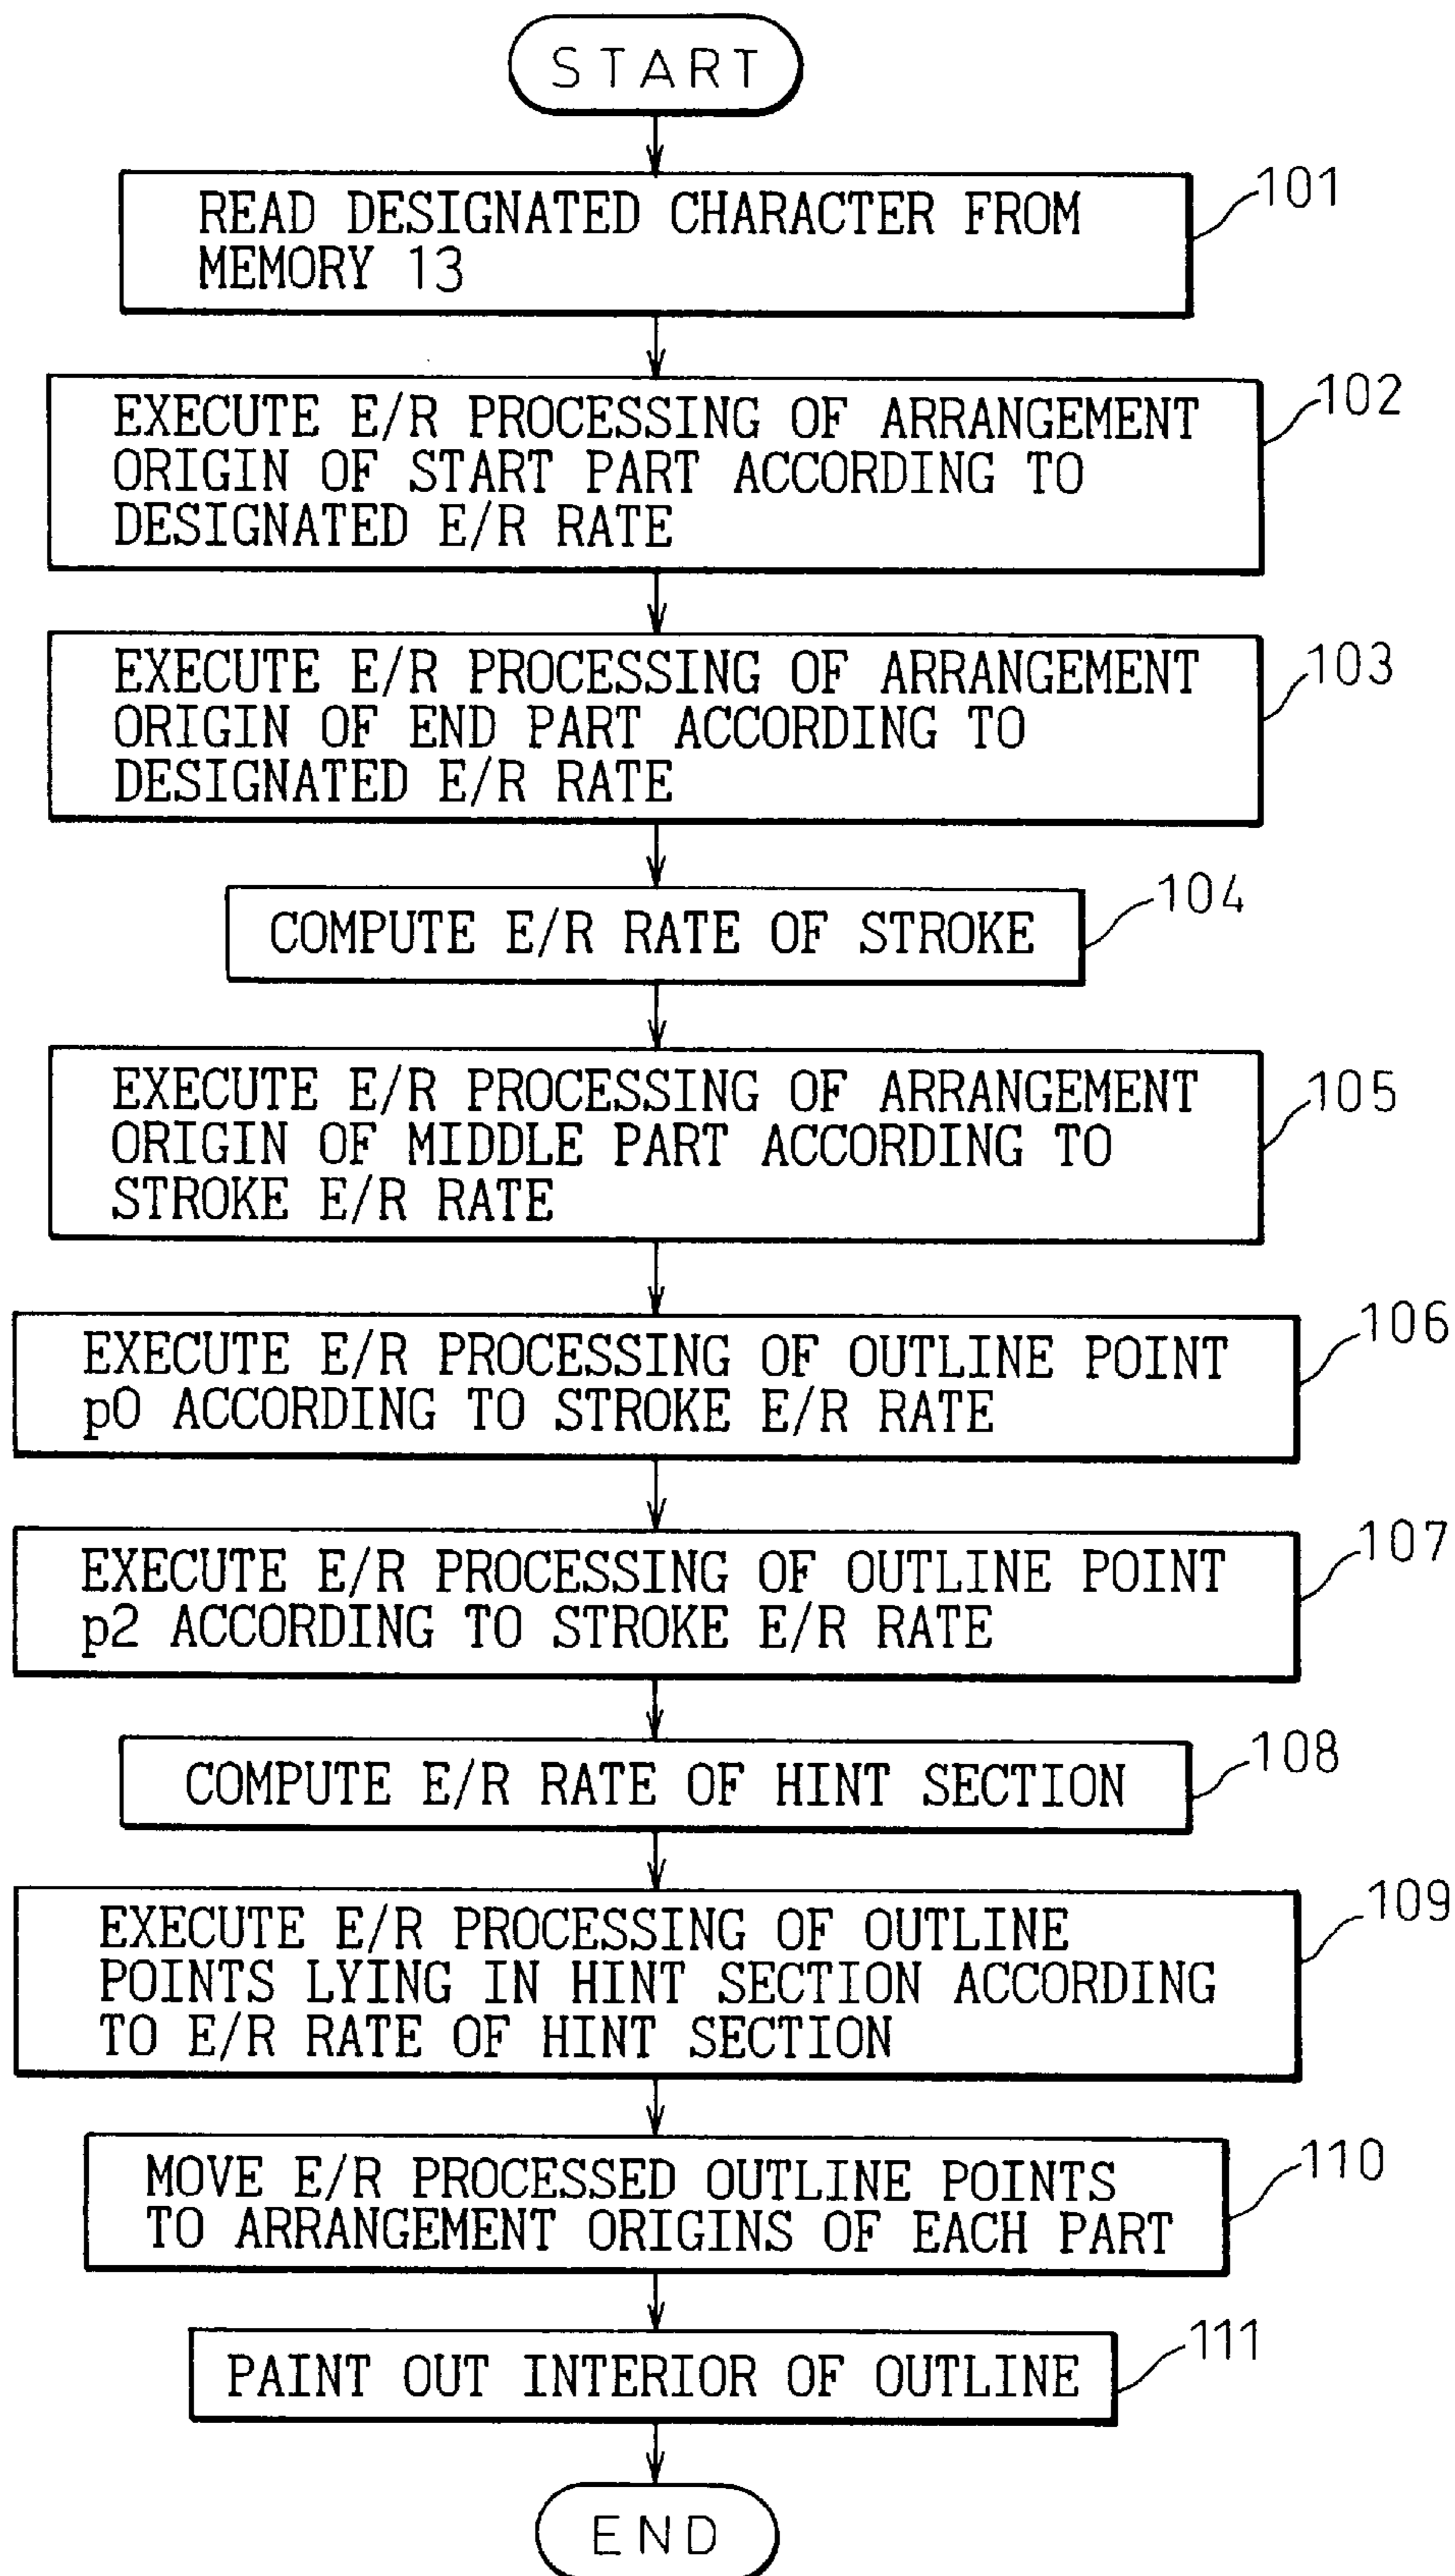 START
101
READ DESIGNATED CHARACTER FROM
MEMORY 13
102
EXECUTE E/R PROCESSING OF ARRANGEMENT
ORIGIN OF START PART ACCORDING TO
DESIGNATED E/R RATE
103
EXECUTE E/R PROCESSING OF ARRANGEMENT
ORIGIN OF END PART ACCORDING TO
DESIGNATED E/R RATE
104
COMPUTE E/R RATE OF STROKE
105
EXECUTE E/R PROCESSING OF ARRANGEMENT
ORIGIN OF MIDDLE PART ACCORDING TO
STROKE E/R RATE
106
EXECUTE E/R PROCESSING OF OUTLINE POINT
p0 ACCORDING TO STROKE E/R RATE
107
EXECUTE E/R PROCESSING OF OUTLINE POINT
p2 ACCORDING TO STROKE E/R RATE
108
COMPUTE E/R RATE OF HINT SECTION
109
EXECUTE E/R PROCESSING OF OUTLINE
POINTS LYING IN HINT SECTION ACCORDING
TO E/R RATE OF HINT SECTION
110
MOVE E/R PROCESSED OUTLINE POINTS
TO ARRANGEMENT ORIGINS OF EACH PART
111
PAINT OUT INTERIOR OF OUTLINE
END